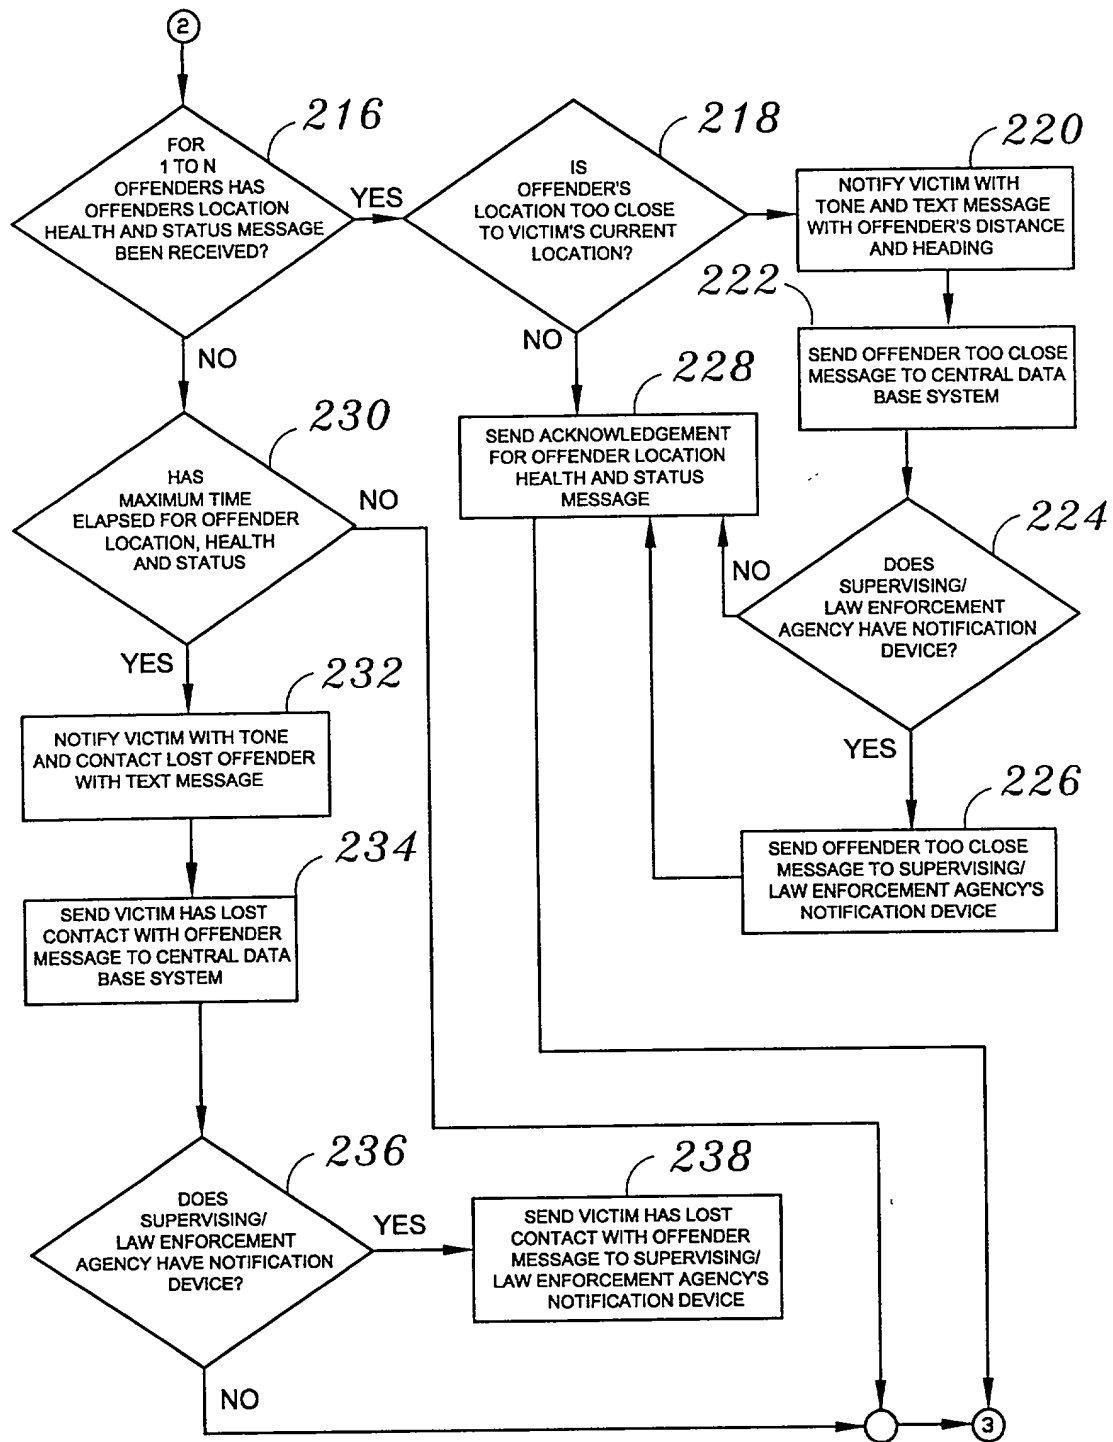 2
216
FOR
1 TO N
OFFENDERS HAS
OFFENDERS LOCATION
HEALTH AND STATUS MESSAGE
BEEN RECEIVED?
YES
NO
218
IS
OFFENDER'S
LOCATION TOO CLOSE
TO VICTIM'S CURRENT
LOCATION?
NO
220
NOTIFY VICTIM WITH
TONE AND TEXT MESSAGE
WITH OFFENDER'S DISTANCE
AND HEADING
222
SEND OFFENDER TOO CLOSE
MESSAGE TO CENTRAL DATA
BASE SYSTEM
228
SEND ACKNOWLEDGEMENT
FOR OFFENDER LOCATION
HEALTH AND STATUS
MESSAGE
224
DOES
SUPERVISING/
LAW ENFORCEMENT
AGENCY HAVE NOTIFICATION
DEVICE?
NO
YES
226
SEND OFFENDER TOO CLOSE
MESSAGE TO SUPERVISING/
LAW ENFORCEMENT AGENCY'S
NOTIFICATION DEVICE
230
HAS
MAXIMUM TIME
ELAPSED FOR OFFENDER
LOCATION, HEALTH
AND STATUS
NO
YES
232
NOTIFY VICTIM WITH TONE
AND CONTACT LOST OFFENDER
WITH TEXT MESSAGE
234
SEND VICTIM HAS LOST
CONTACT WITH OFFENDER
MESSAGE TO CENTRAL DATA
BASE SYSTEM
236
DOES
SUPERVISING/
LAW ENFORCEMENT
AGENCY HAVE NOTIFICATION
DEVICE?
YES
NO
238
SEND VICTIM HAS LOST
CONTACT WITH OFFENDER
MESSAGE TO SUPERVISING/
LAW ENFORCEMENT AGENCY'S
NOTIFICATION DEVICE
3